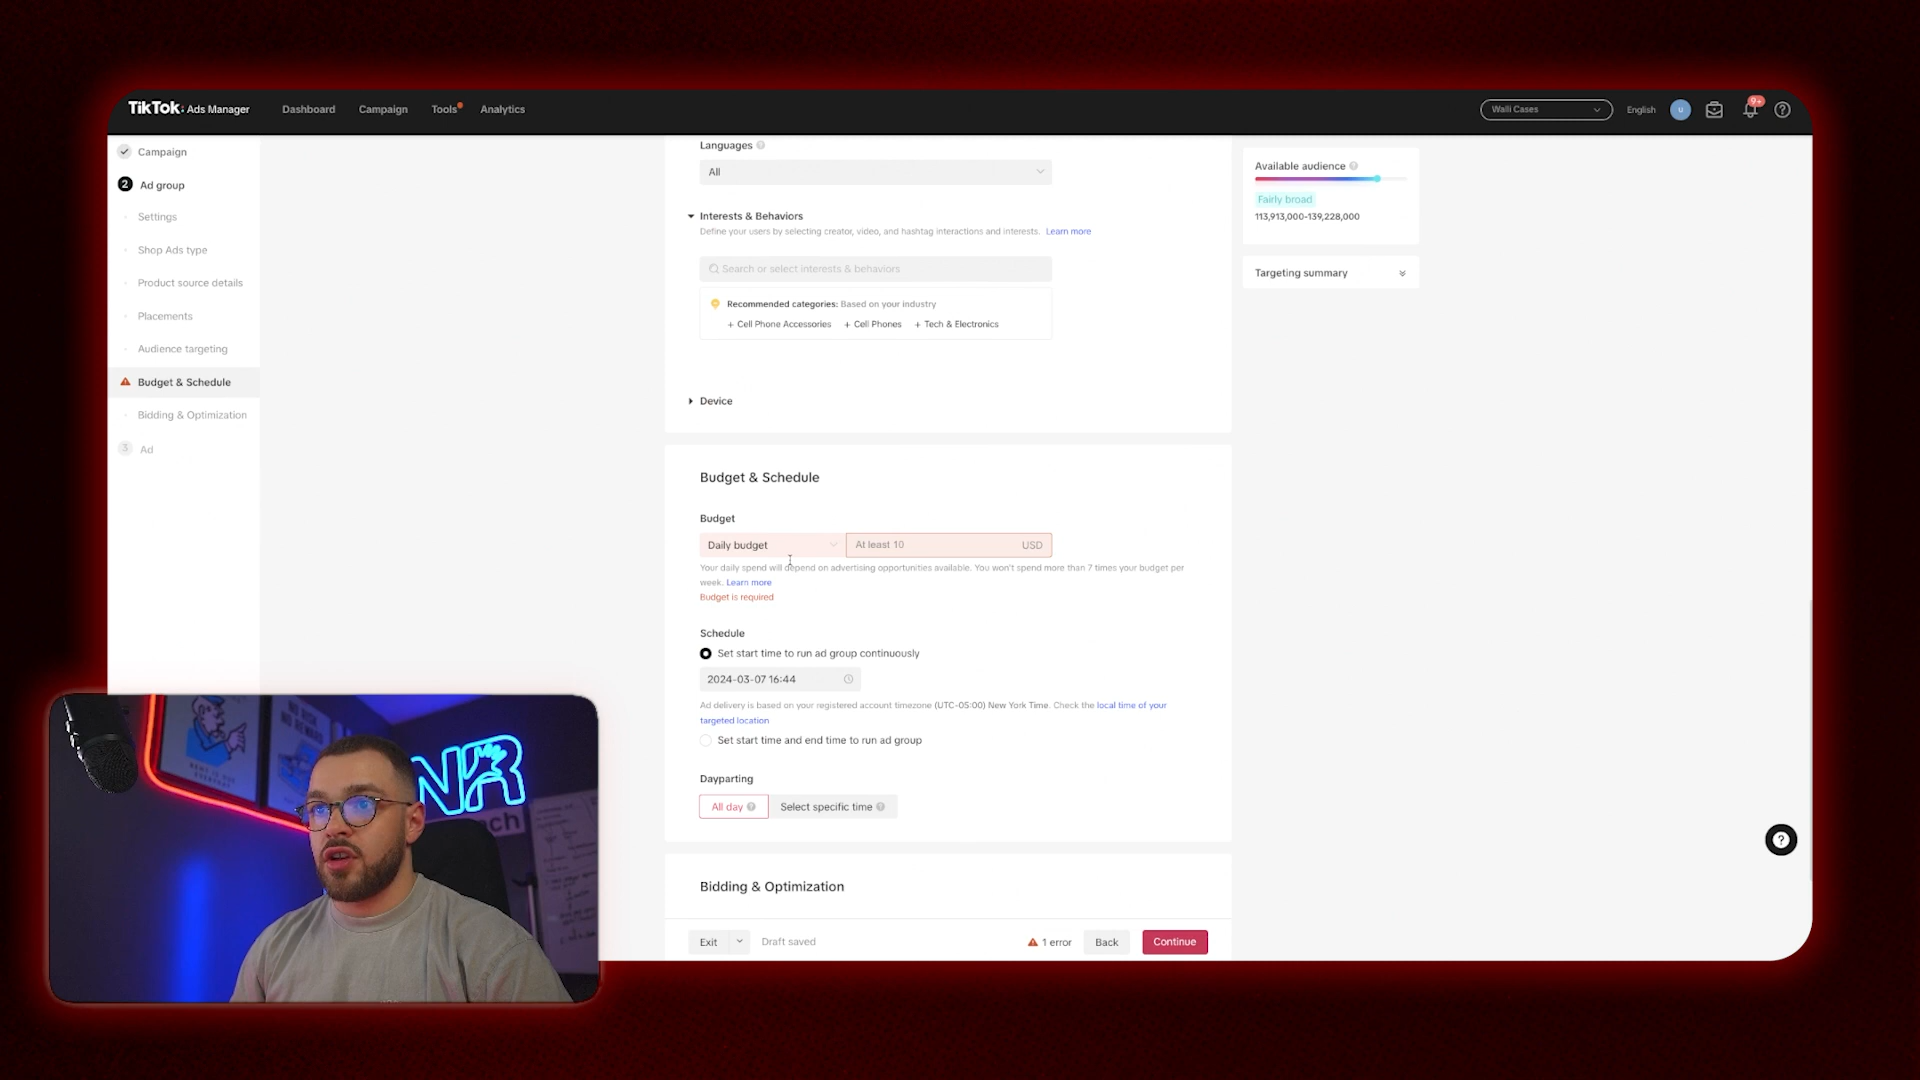 TikTok: Ads Manager
Dashboard
Campaign
Tools
Analytics
Walli Cases
English
U
9+
Campaign
2 Ad group
Settings
Shop Ads type
Product source details
Placements
Audience targeting
Budget & Schedule
Bidding & Optimization
3 Ad
Languages
All
Interests & Behaviors
Define your users by selecting creator, video, and hashtag interactions and interests. Learn more
Search or select interests & behaviors
Recommended categories: Based on your industry
+ Cell Phone Accessories + Cell Phones + Tech & Electronics
Device
Budget & Schedule
Budget
Daily budget
At least 10 USD
Your daily spend will depend on advertising opportunities available. You won't spend more than 7 times your budget per
week. Learn more
Budget is required
Schedule
Set start time to run ad group continuously
2024-03-07 16:44
Ad delivery is based on your registered account timezone (UTC-05:00) New York Time. Check the local time of your
targeted location
Set start time and end time to run ad group
Dayparting
All day
Select specific time
Bidding & Optimization
Exit
Draft saved
1 error
Back
Continue
Available audience
Fairly broad
113,913,000-139,228,000
Targeting summary
NO RISK
NO REWARD
NR
ch